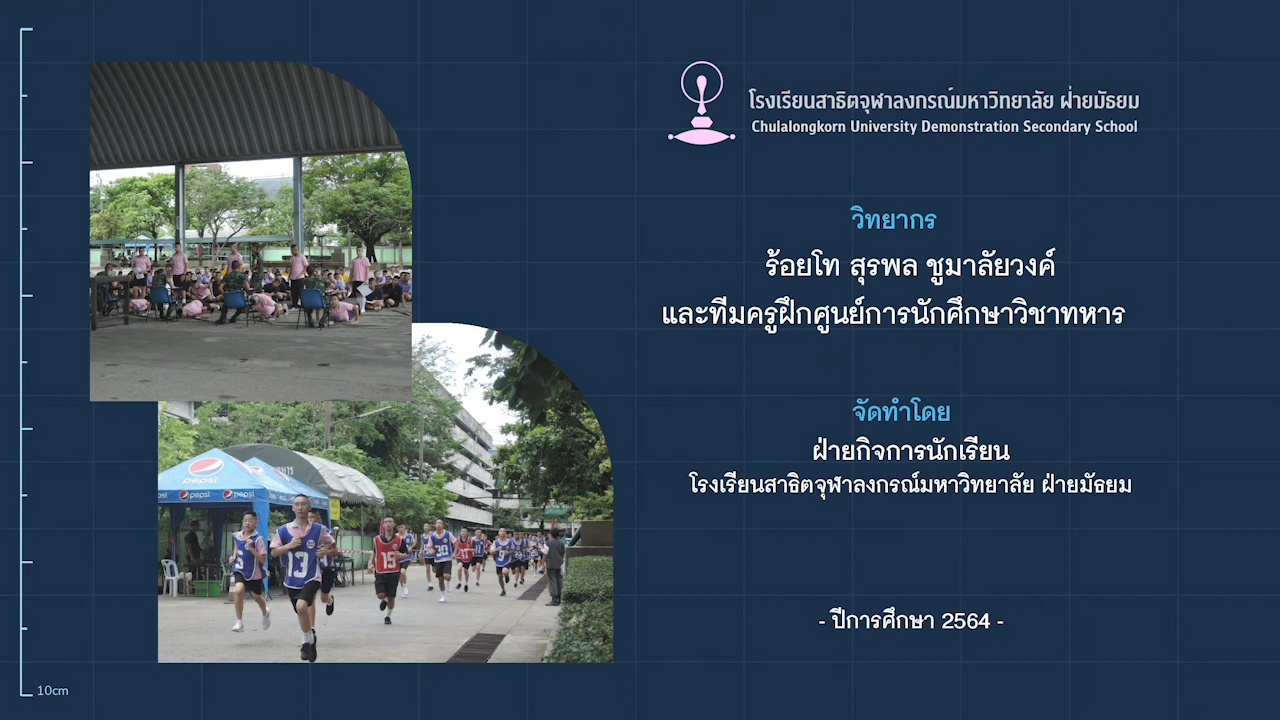 โรงเรียนสาธิตจุฬาลงกรณ์มหาวิทยาลัย ฝ่ายมัธยม
Chulalongkorn University Demonstration Secondary School
วิทยากร
ร้อยโท สุรพล ชูมาลัยวงค์
และทีมครูฝึกศูนย์การนักศึกษาวิชาทหาร
จัดทำโดย
ฝ่ายกิจการนักเรียน
โรงเรียนสาธิตจุฬาลงกรณ์มหาวิทยาลัย ฝ่ายมัธยม
- ปีการศึกษา 2564 -
pepsi
pepsi
pepsi
5
13
19
30
10cm